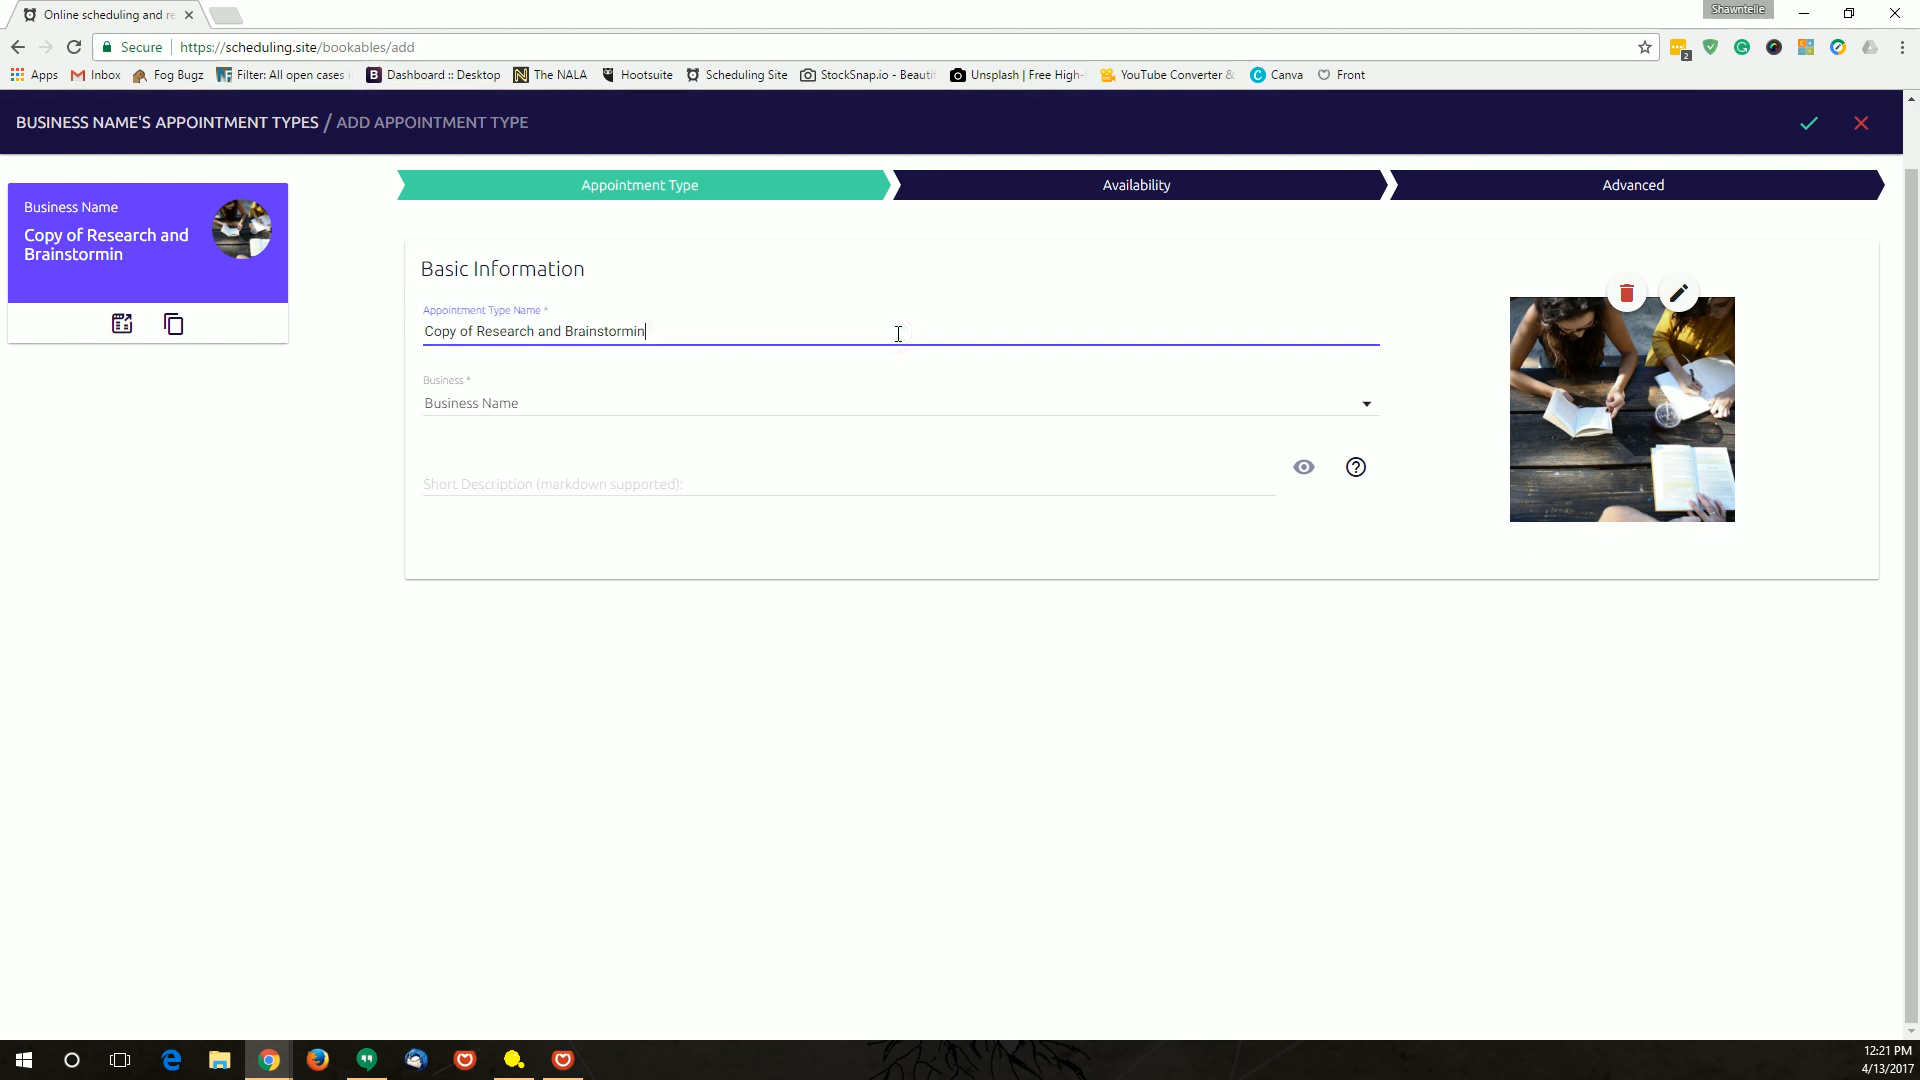 Online scheduling and re
Shawntelle
Secure
https://scheduling.site/bookables/add
2
Apps
Inbox
Fog Bugz
Filter: All open cases i
Dashboard :: Desktop
The NALA
Hootsuite
Scheduling Site
StockSnap.io - Beauti
Unsplash | Free High-
YouTube Converter &
Canva
Front
BUSINESS NAME'S APPOINTMENT TYPES / ADD APPOINTMENT TYPE
Appointment Type
Availability
Advanced
Business Name
Copy of Research and
Brainstormin
Basic Information
Appointment Type Name *
Copy of Research and Brainstormin
Business *
Business Name
Short Description (markdown supported):
12:21 PM
4/13/2017